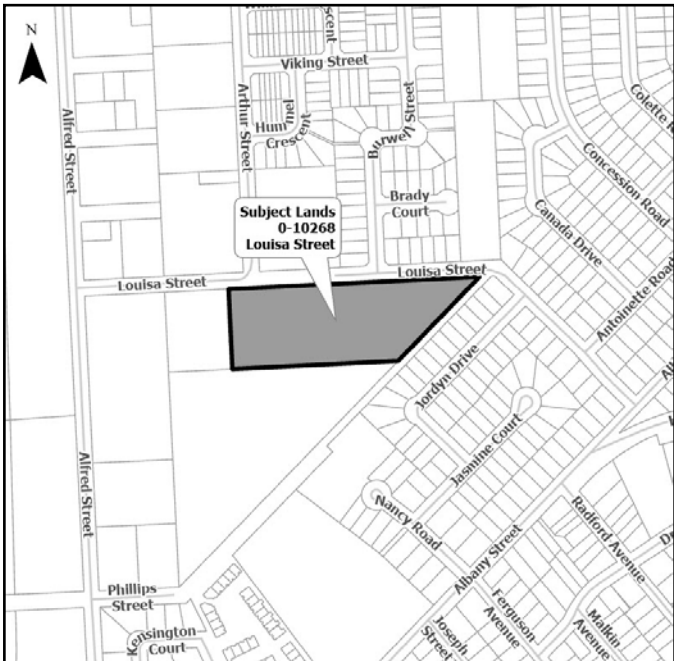 N
Viking Street
Alfred Street
Arthur Street
Hummel
Crescent
Burwell Street
Colette
Concession Road
Brady
Court
Subject Lands
0-10268
Louisa Street
Canada Drive
Louisa Street
Louisa Street
Antoinette Road
Jordyn Drive
Jasmine Court
Alfred Street
Nancy Road
Albany Street
Radford Avenue
Phillips
Street
Ferguson
Avenue
Malkin
Avenue
Joseph
Street
Kensington
Court